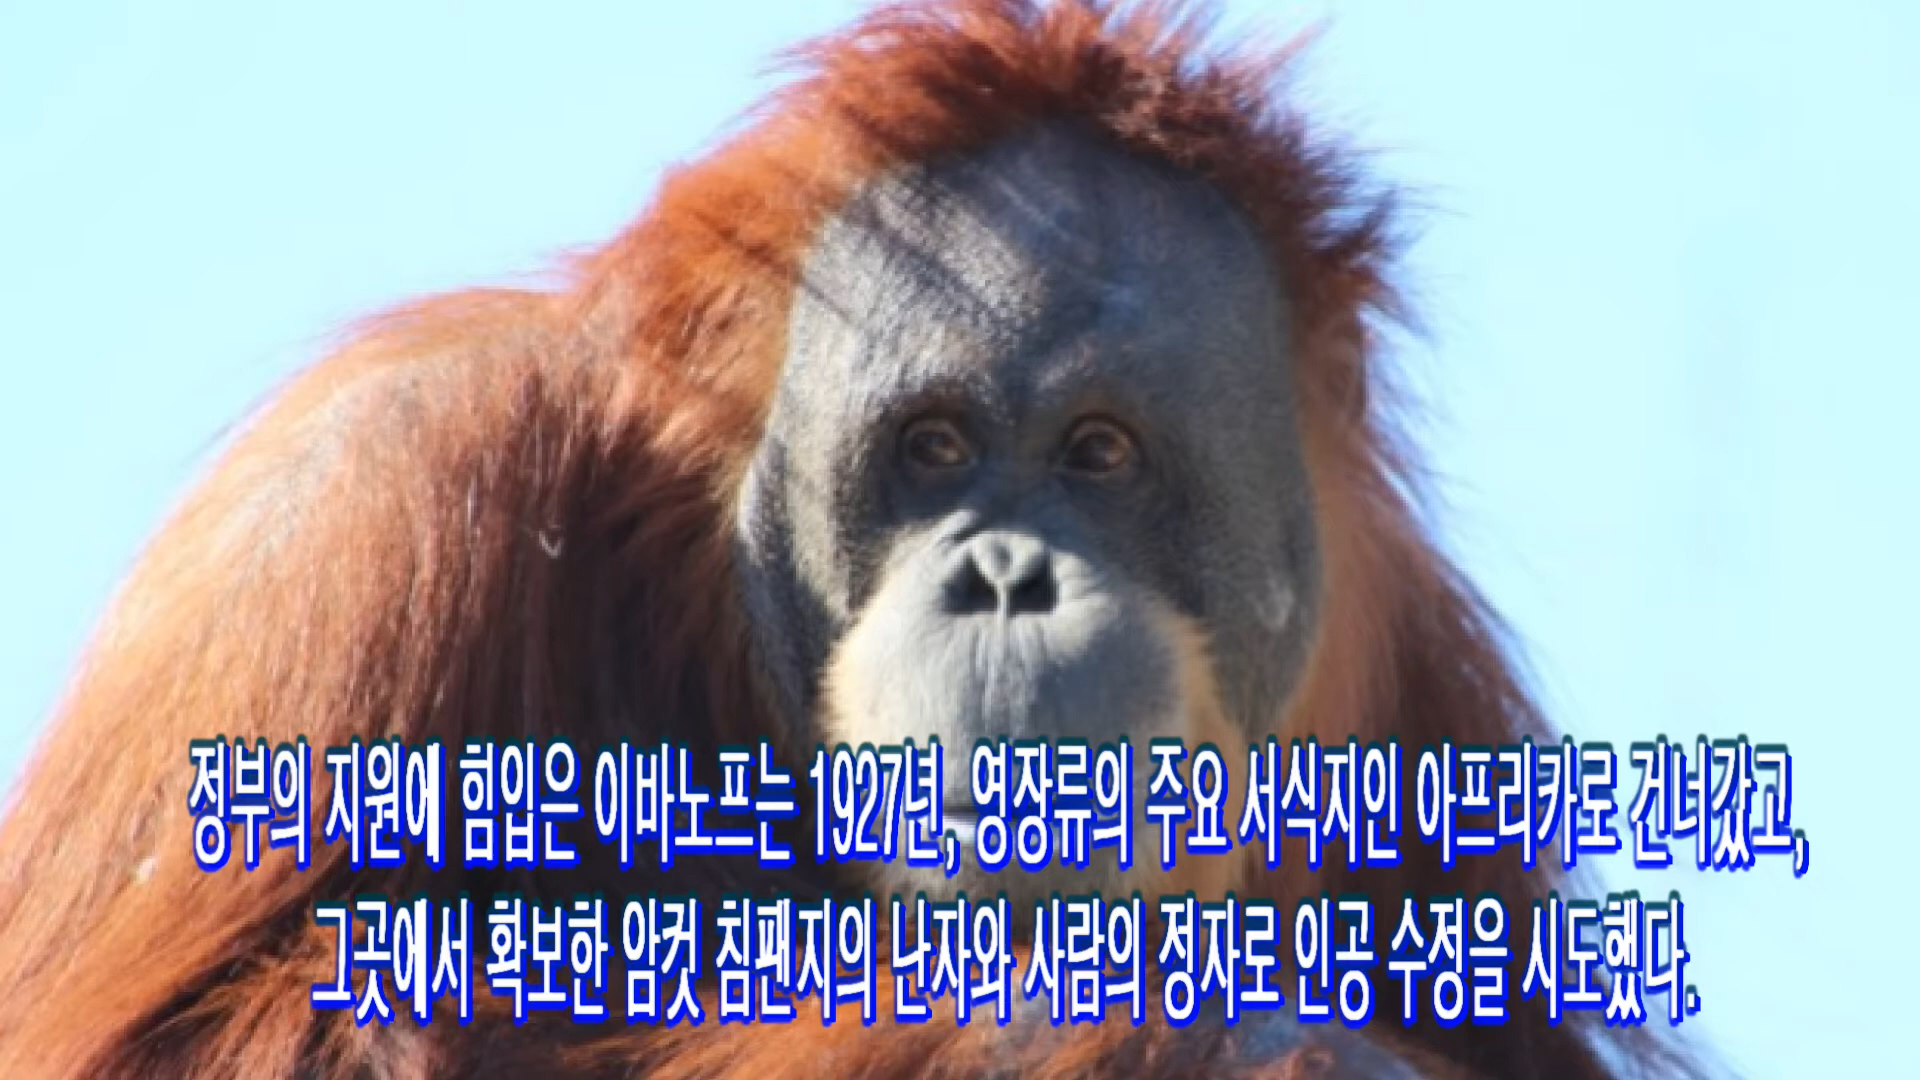 정부의 지원에 힘입은 이바노프는 1927년, 영장류의 주요 서식지인 아프리카로 건너갔고,
그곳에서 확보한 암컷 침팬지의 난자와 사람의 정자로 인공 수정을 시도했다.